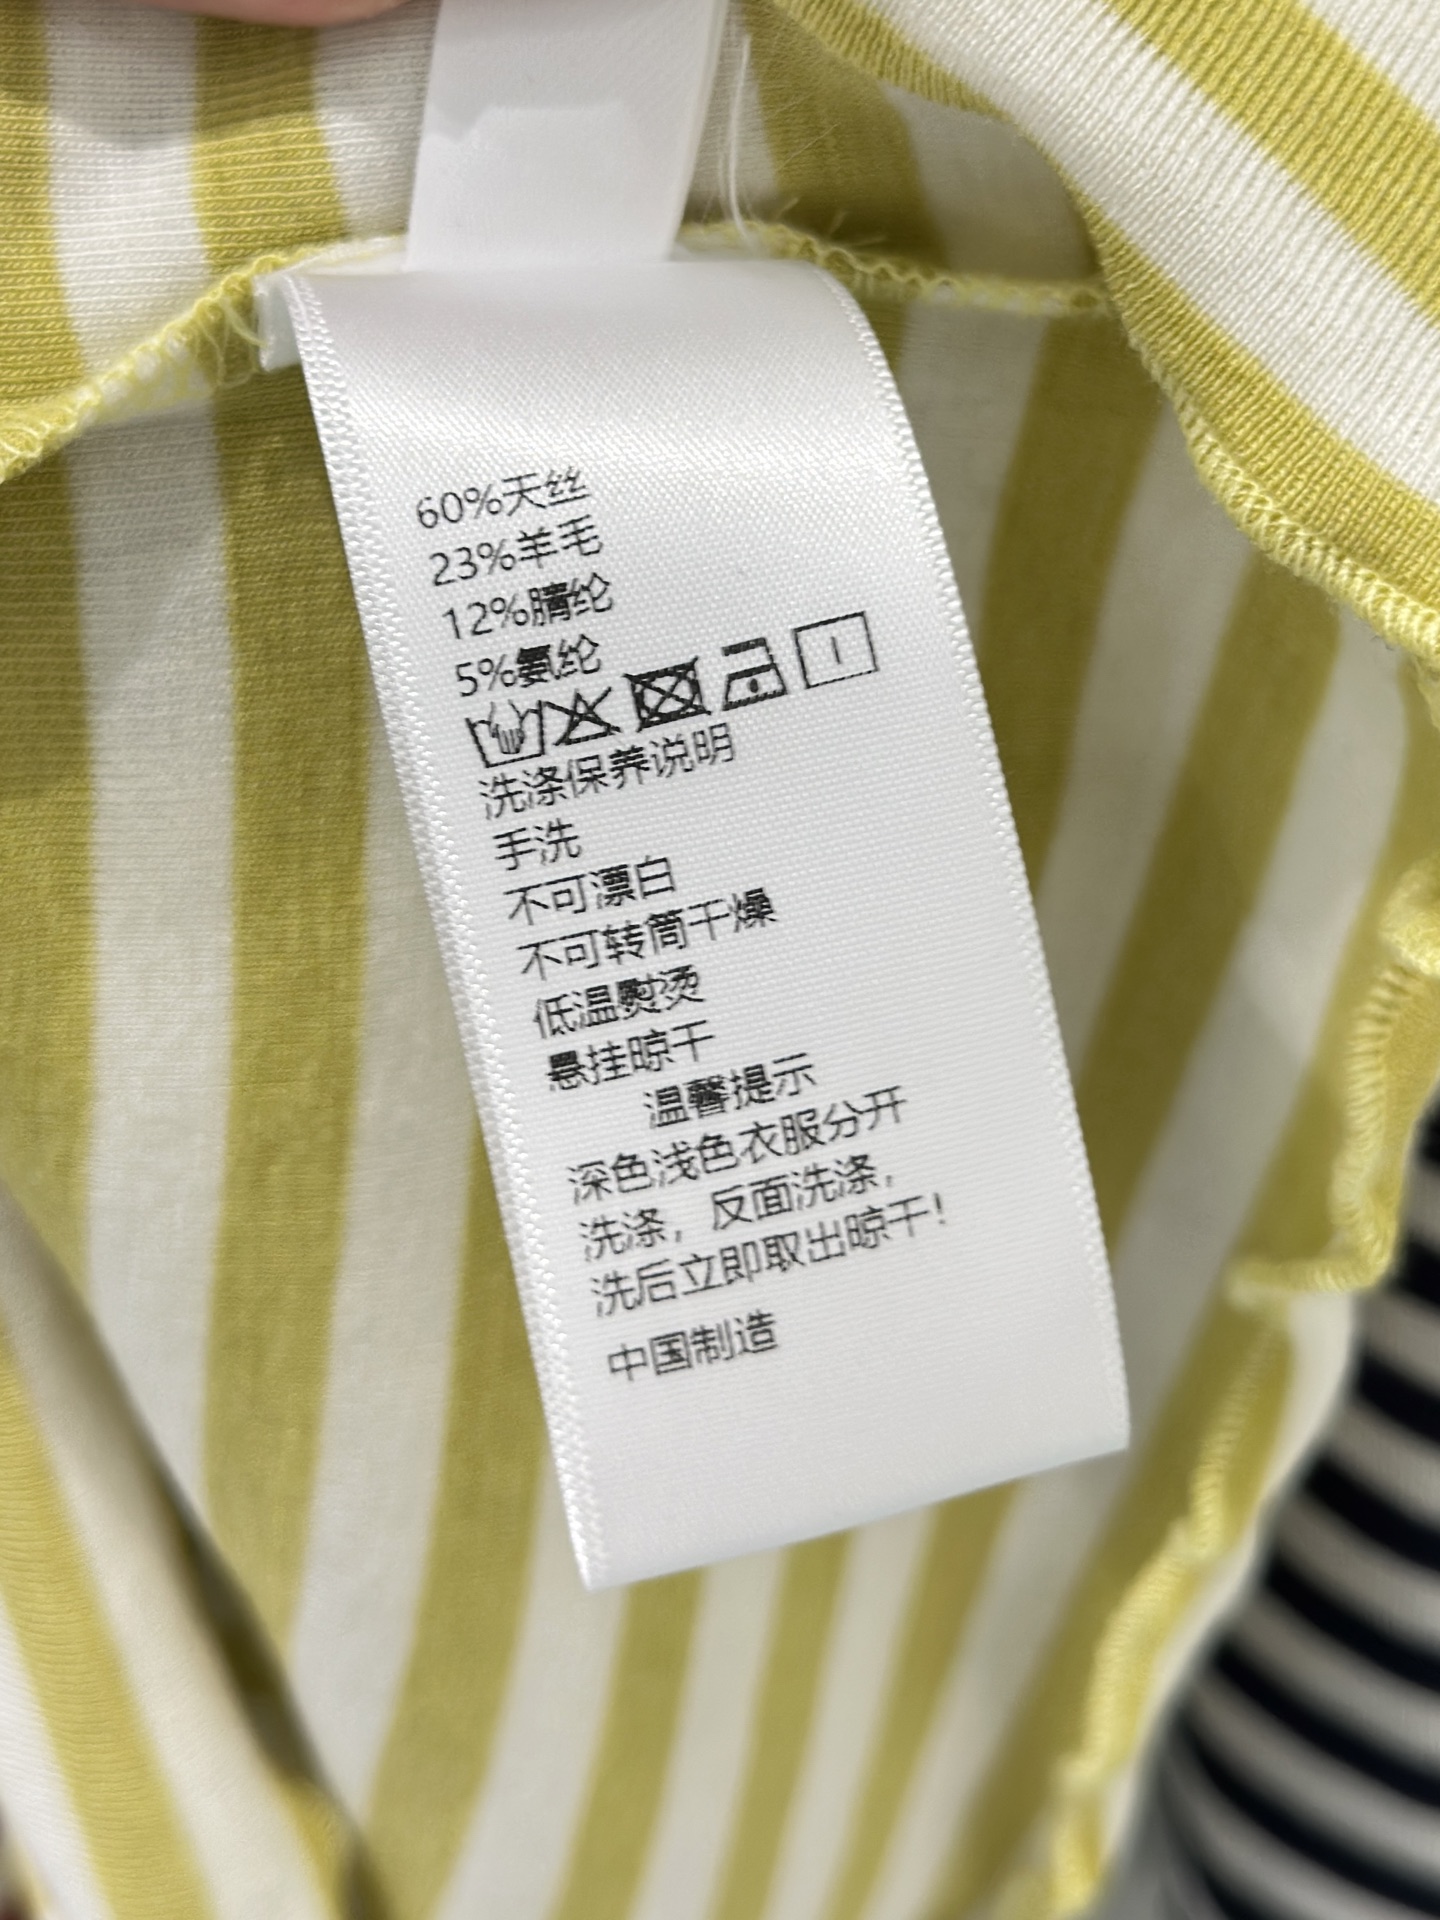 60%天丝
23%羊毛
12%腈纶
5%氨纶
洗涤保养说明
手洗
不可漂白
不可转筒干燥
低温熨烫
悬挂晾干
温馨提示
深色浅色衣服分开
洗涤，反面洗涤，
洗后立即取出晾干！
中国制造